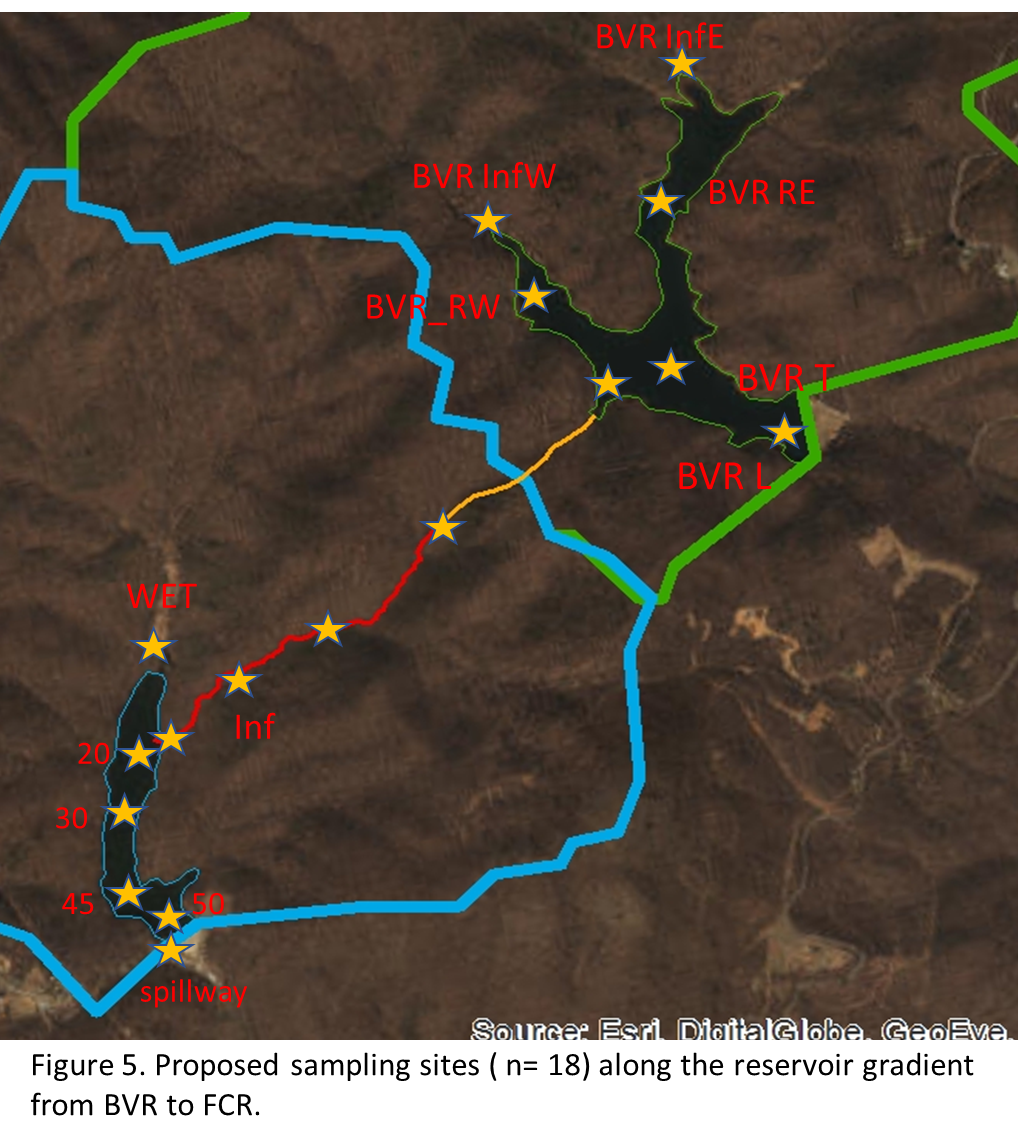 BVR InfE
BVR InfW
BVR RE
BVR_RW
BVR T
BVR L
WET
Inf
20
30
45
50
spillway
Source: Esri, DigitalGlobe, GeoEye,
Figure 5. Proposed sampling sites ( n= 18) along the reservoir gradient
from BVR to FCR.